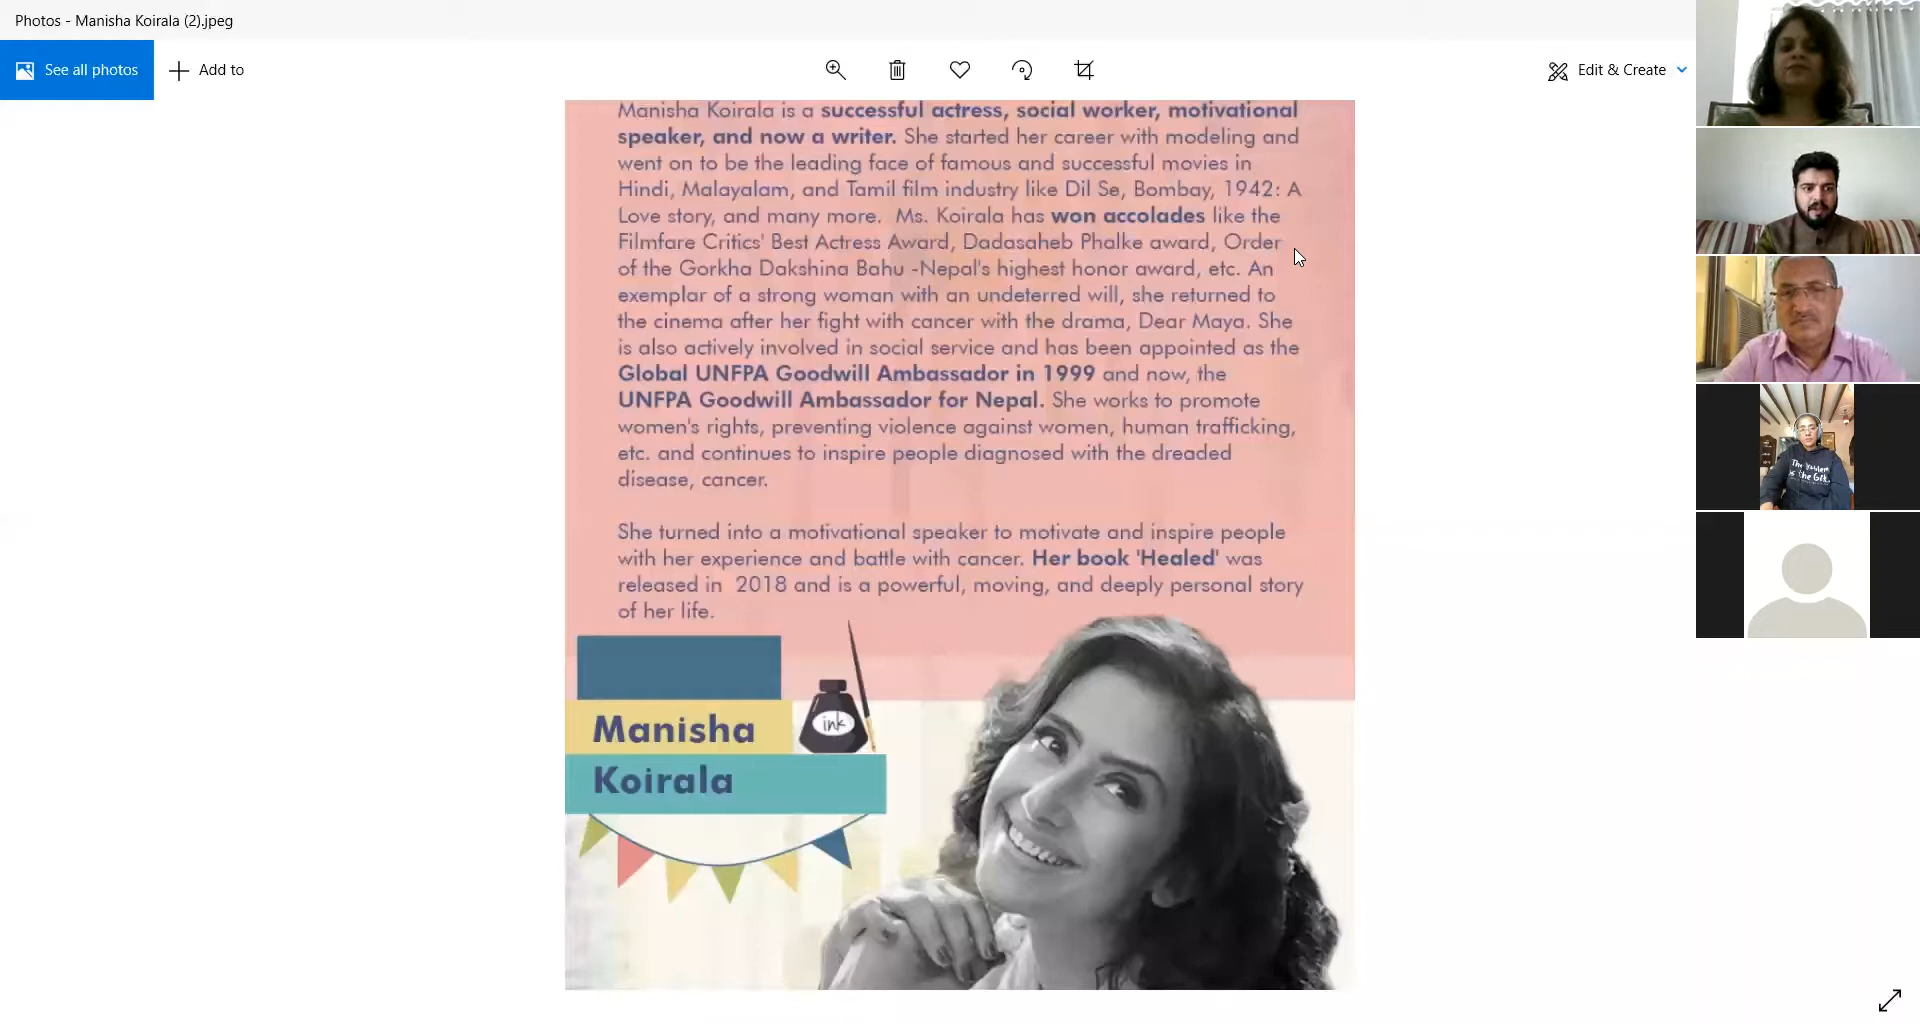 Photos - Manisha Koirala (2).jpeg
See all photos
Add to
Edit & Create
Manisha Koirala is a successful actress, social worker, motivational
speaker, and now a writer. She started her career with modeling and
went on to be the leading face of famous and successful movies in
Hindi, Malayalam, and Tamil film industry like Dil Se, Bombay, 1942: A
Love story, and many more. Ms. Koirala has won accolades like the
Filmfare Critics' Best Actress Award, Dadasaheb Phalke award, Order
of the Gorkha Dakshina Bahu -Nepal's highest honor award, etc. An
exemplar of a strong woman with an undeterred will, she returned to
the cinema after her fight with cancer with the drama, Dear Maya. She
is also actively involved in social service and has been appointed as the
Global UNFPA Goodwill Ambassador in 1999 and now, the
UNFPA Goodwill Ambassador for Nepal. She works to promote
women's rights, preventing violence against women, human trafficking,
etc. and continues to inspire people diagnosed with the dreaded
disease, cancer.
She turned into a motivational speaker to motivate and inspire people
with her experience and battle with cancer. Her book 'Healed' was
released in 2018 and is a powerful, moving, and deeply personal story
of her life.
ink
Manisha
Koirala
The Problem
is the Gift.